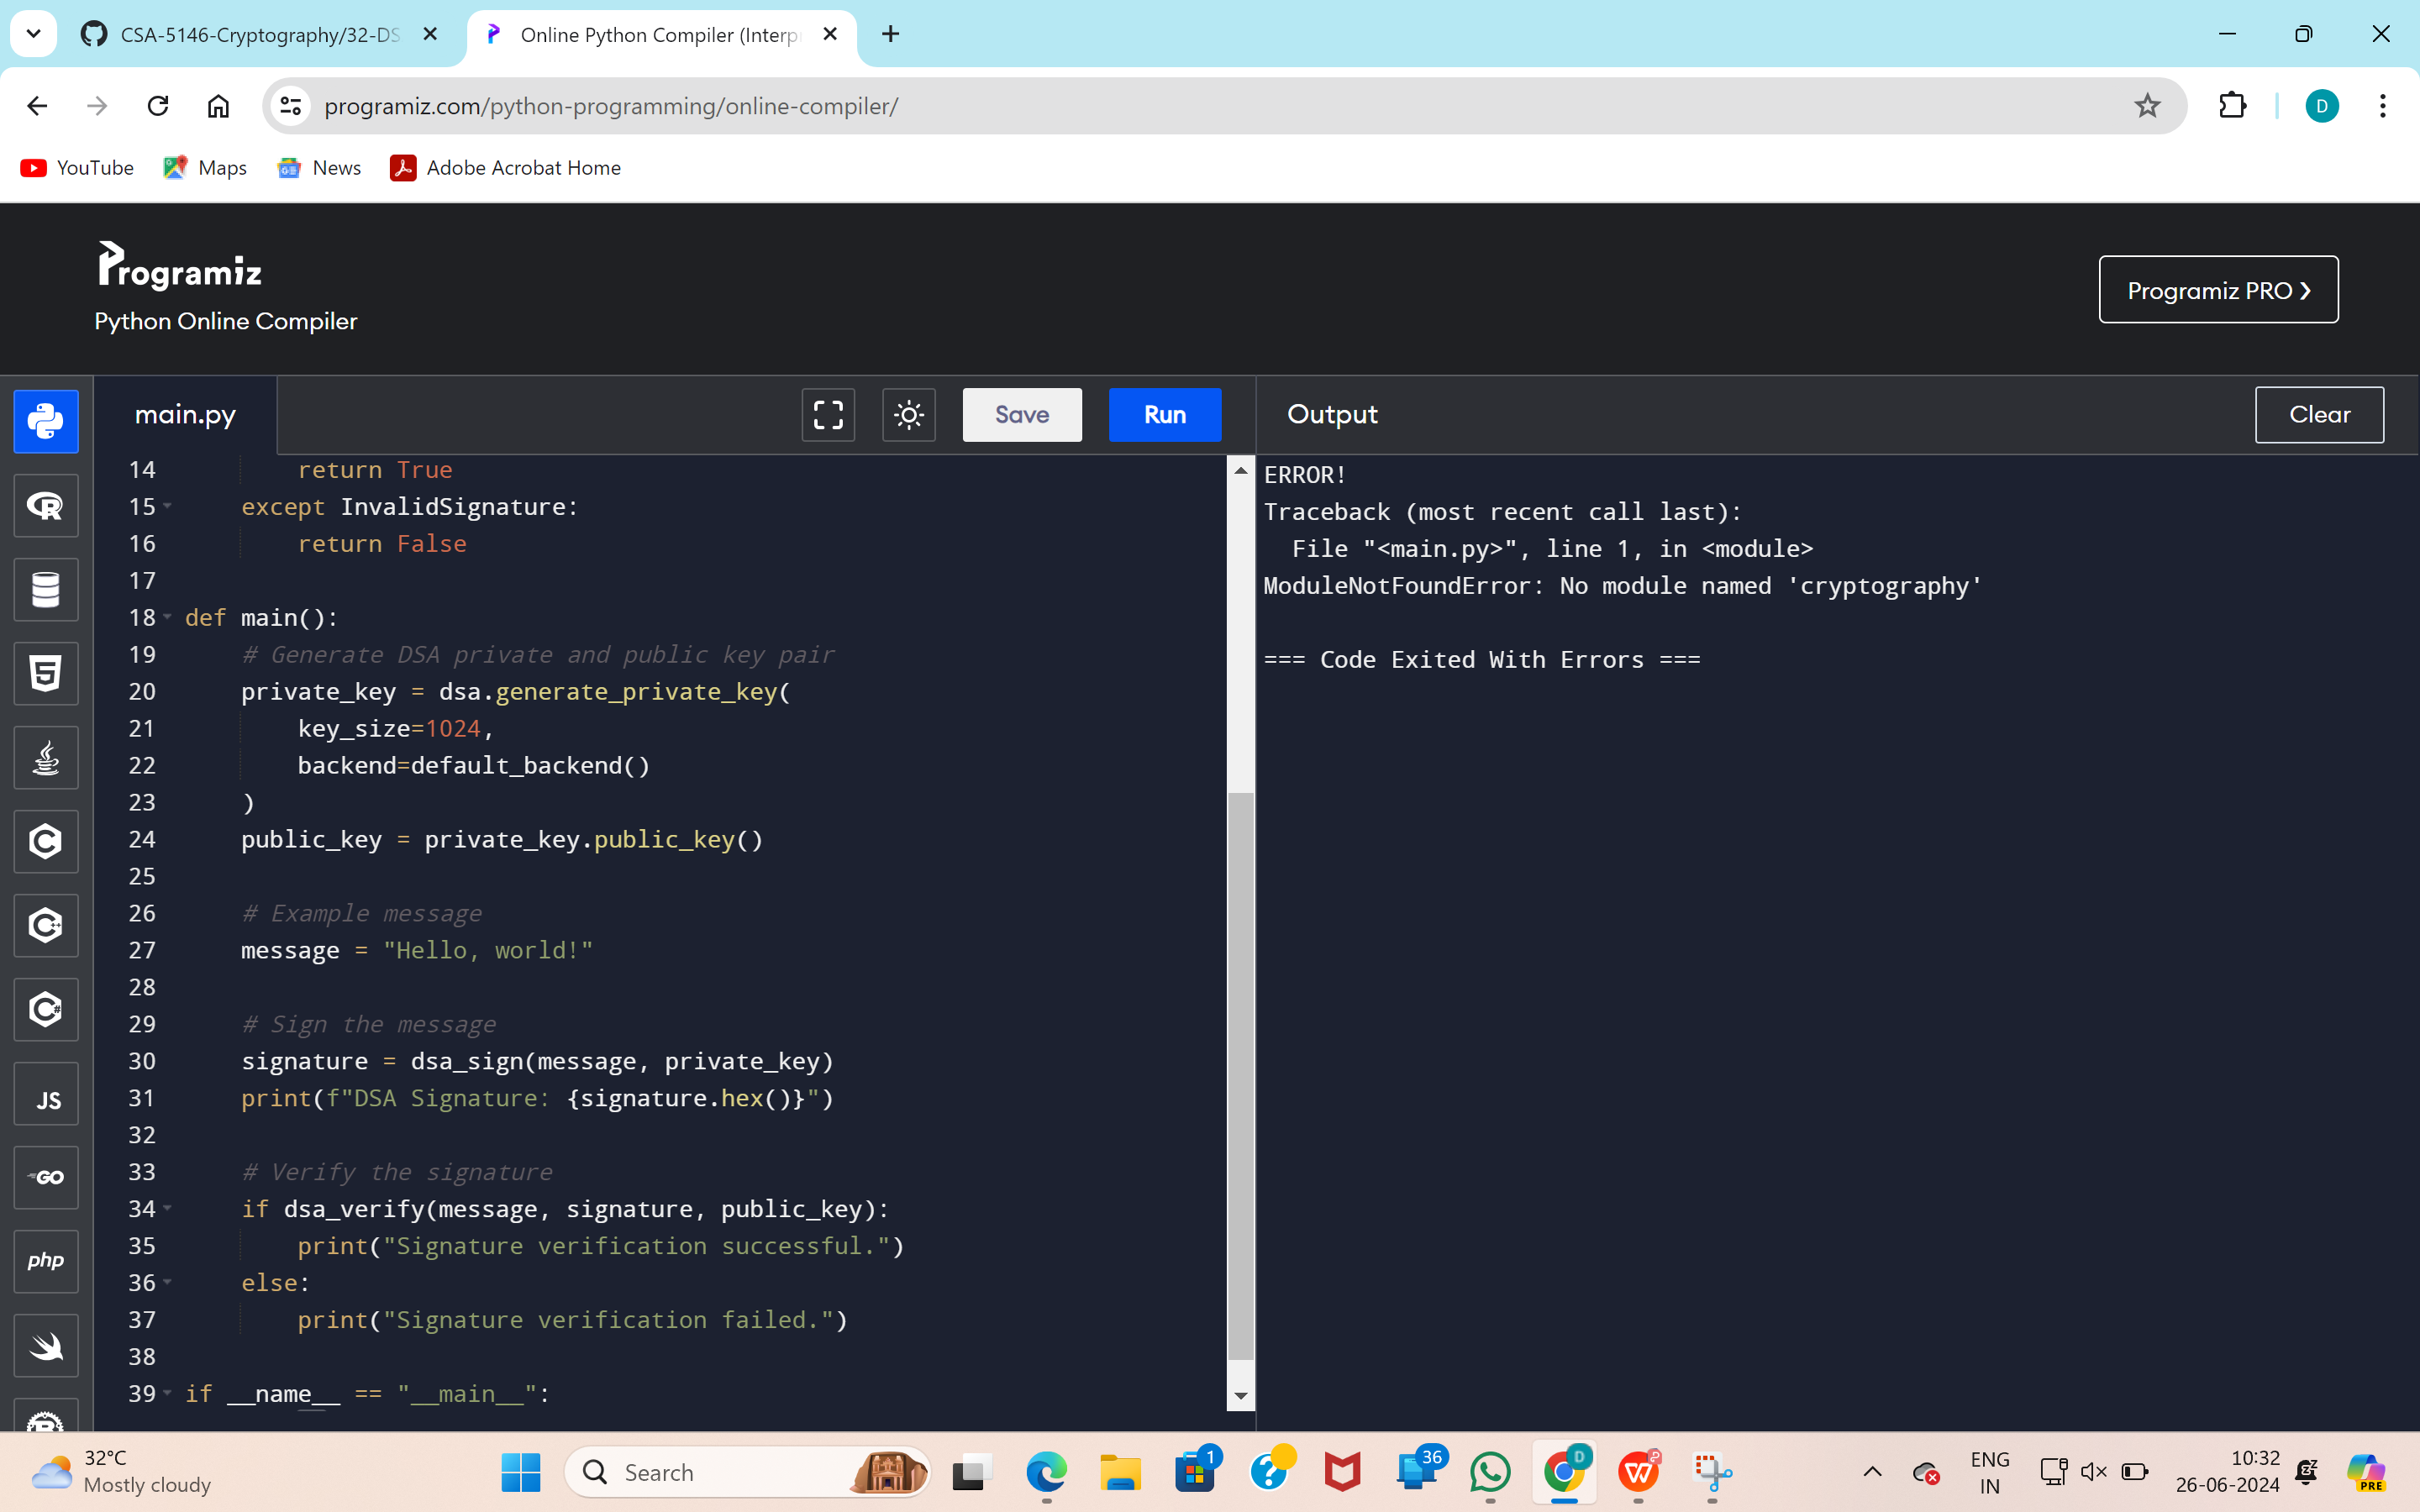 CSA-5146-Cryptography/32-DS
Online Python Compiler (Interp
programiz.com/python-programming/online-compiler/
D
YouTube
Maps
News
Adobe Acrobat Home
Programiz
Python Online Compiler
Programiz PRO ❯
main.py
Save
Run
Output
Clear
14 return True
15 except InvalidSignature:
16 return False
17
18 def main():
19 # Generate DSA private and public key pair
20 private_key = dsa.generate_private_key(
21 key_size=1024,
22 backend=default_backend()
23 )
24 public_key = private_key.public_key()
25
26 # Example message
27 message = "Hello, world!"
28
29 # Sign the message
30 signature = dsa_sign(message, private_key)
31 print(f"DSA Signature: {signature.hex()}")
32
33 # Verify the signature
34 if dsa_verify(message, signature, public_key):
35 print("Signature verification successful.")
36 else:
37 print("Signature verification failed.")
38
39 if __name__ == "__main__":
ERROR!
Traceback (most recent call last):
File "<main.py>", line 1, in <module>
ModuleNotFoundError: No module named 'cryptography'
=== Code Exited With Errors ===
JS
GO
php
32°C
Mostly cloudy
Search
1
36
D
ENG
IN
10:32
26-06-2024
PRE